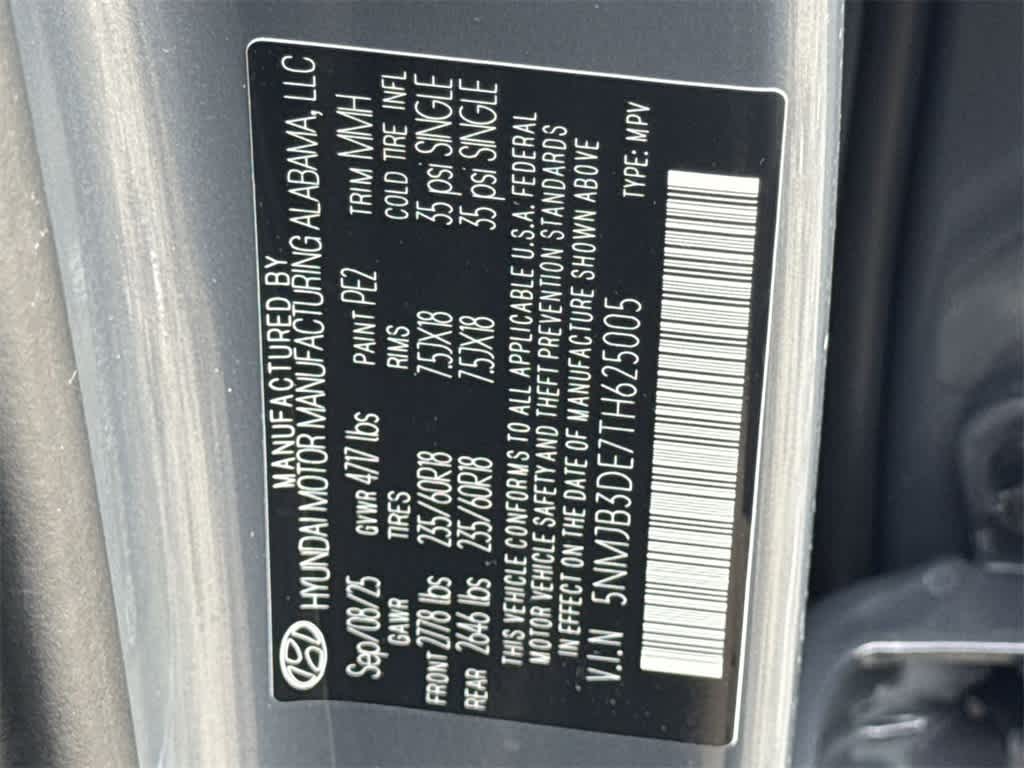 MANUFACTURED BY
HYUNDAI MOTOR MANUFACTURING ALABAMA, LLC
Sep/08/25 GVWR 4717 lbs PAINT PE2 TRIM MMH
GAWR TIRES RIMS COLD TIRE INFL
FRONT 2778 lbs 235/60R18 7.5JX18 35 psi SINGLE
REAR 2646 lbs 235/60R18 7.5JX18 35 psi SINGLE
THIS VEHICLE CONFORMS TO ALL APPLICABLE U.S.A. FEDERAL
MOTOR VEHICLE SAFETY AND THEFT PREVENTION STANDARDS
IN EFFECT ON THE DATE OF MANUFACTURE SHOWN ABOVE
V.I.N 5NMJB3DE7TH625005 TYPE: MPV